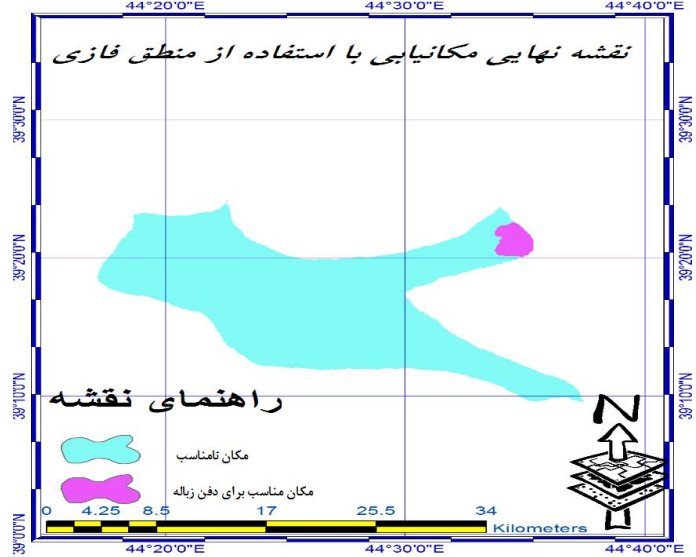 44°20'0"E 44°30'0"E 44°40'0"E
نقشه نهایی مکانیابی با استفاده از منطق فازی
39°30'0"N 39°30'0"N
39°20'0"N 39°20'0"N
39°10'0"N 39°10'0"N
راهنمای نقشه
N
مکان نامناسب
مکان مناسب برای دفن زباله
0 4.25 8.5 17 25.5 34
Kilometers
39°0'0"N 39°0'0"N
44°20'0"E 44°30'0"E 44°40'0"E